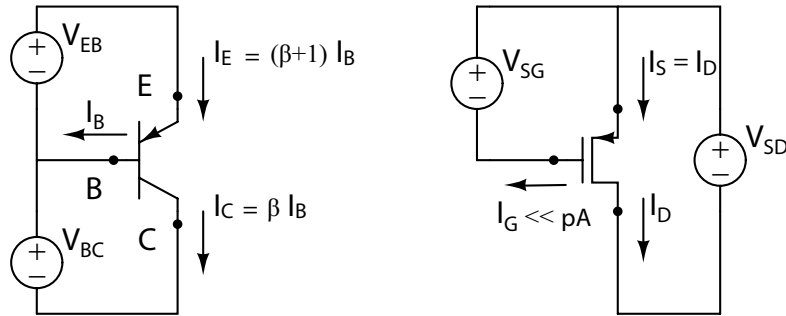 +
−
V_EB
I_E = (β+1) I_B
E
I_B
B
I_C = β I_B
C
+
−
V_BC
+
−
V_SG
I_S = I_D
+
−
V_SD
I_G << pA
I_D